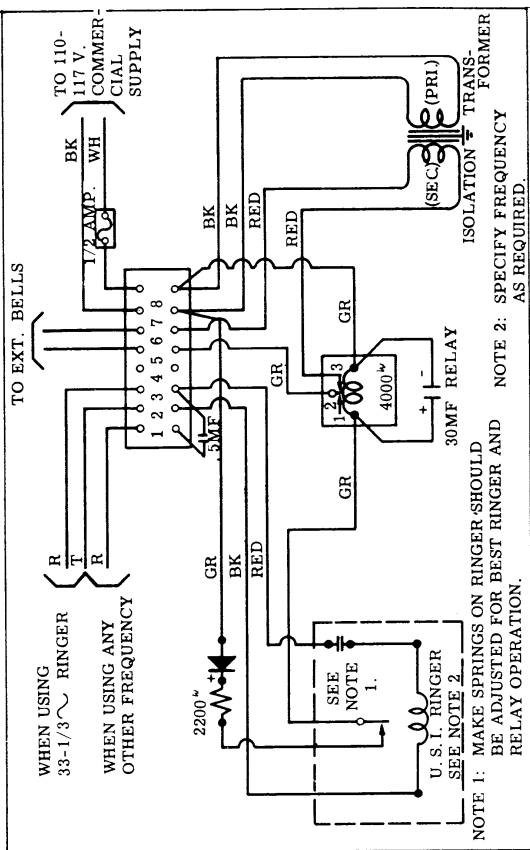 TO 110-
117 V.
COMMER-
CIAL
SUPPLY
BK
WH
1/2 AMP.
TO EXT. BELLS
R
T
R
WHEN USING
33-1/3~ RINGER
WHEN USING ANY
OTHER FREQUENCY
1 2 3 4 5 6 7 8
.5MF
BK
BK
RED
RED
(PRI.)
(SEC)
ISOLATION TRANS-
FORMER
GR
GR
GR
1 2 3
4000ω
+ -
30MF RELAY
GR
BK
RED
2200ω
+
SEE
NOTE
1.
U.S.I. RINGER
SEE NOTE 2
NOTE 1: MAKE SPRINGS ON RINGER SHOULD
BE ADJUSTED FOR BEST RINGER AND
RELAY OPERATION.
NOTE 2: SPECIFY FREQUENCY
AS REQUIRED.